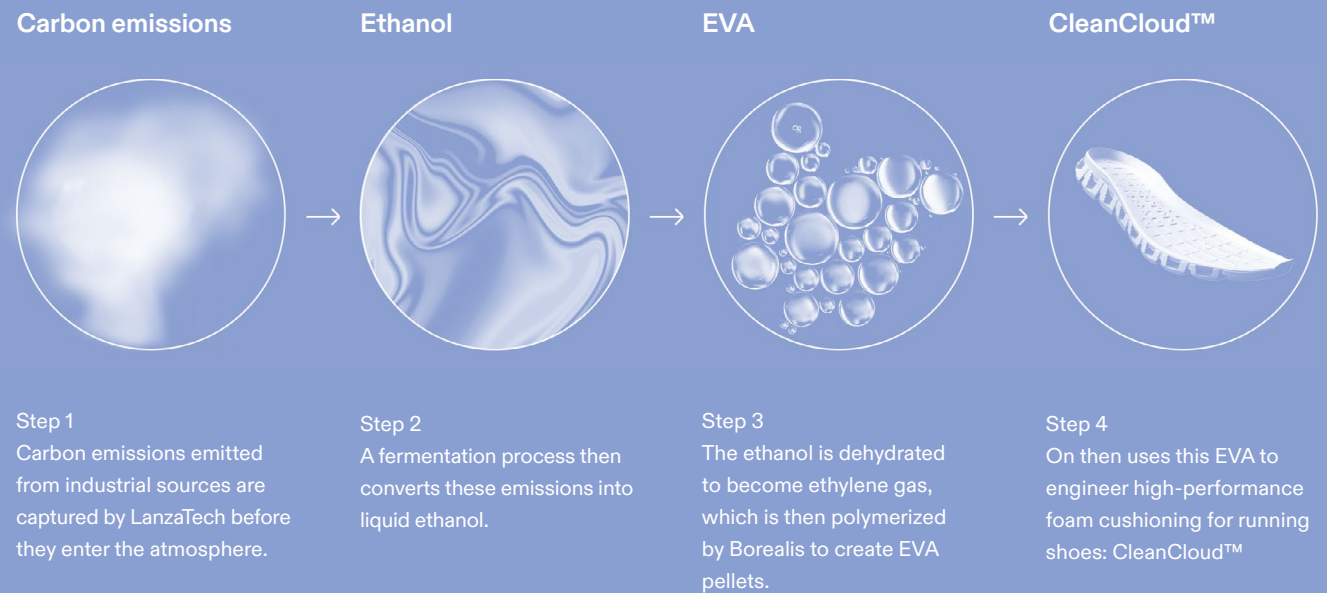 Carbon emissions
Ethanol
EVA
CleanCloud™
Step 1
Carbon emissions emitted
from industrial sources are
captured by LanzaTech before
they enter the atmosphere.
Step 2
A fermentation process then
converts these emissions into
liquid ethanol.
Step 3
The ethanol is dehydrated
to become ethylene gas,
which is then polymerized
by Borealis to create EVA
pellets.
Step 4
On then uses this EVA to
engineer high-performance
foam cushioning for running
shoes: CleanCloud™